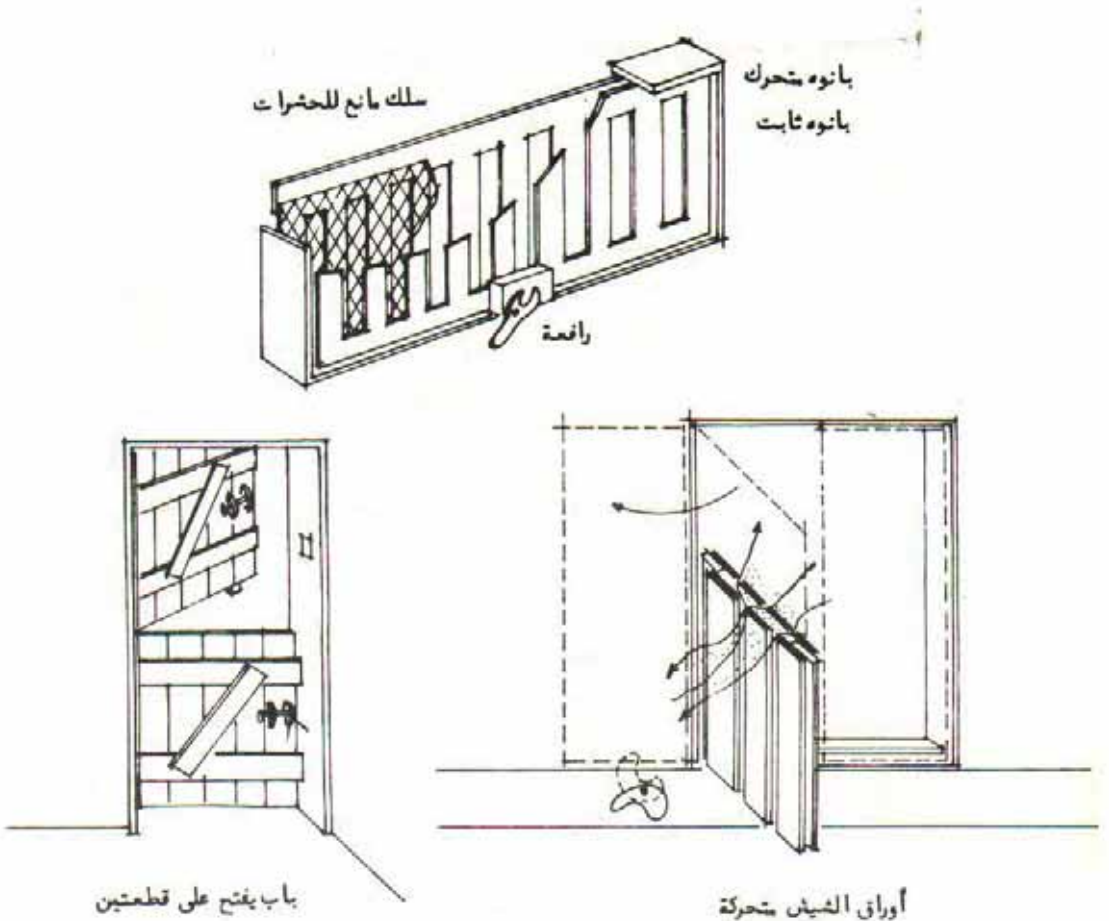 بانوه متحرك
بانوه ثابت
سلك مانع للحشرات
رافعة
باب يفتح على قطعتين
أوراق الشيش متحركة